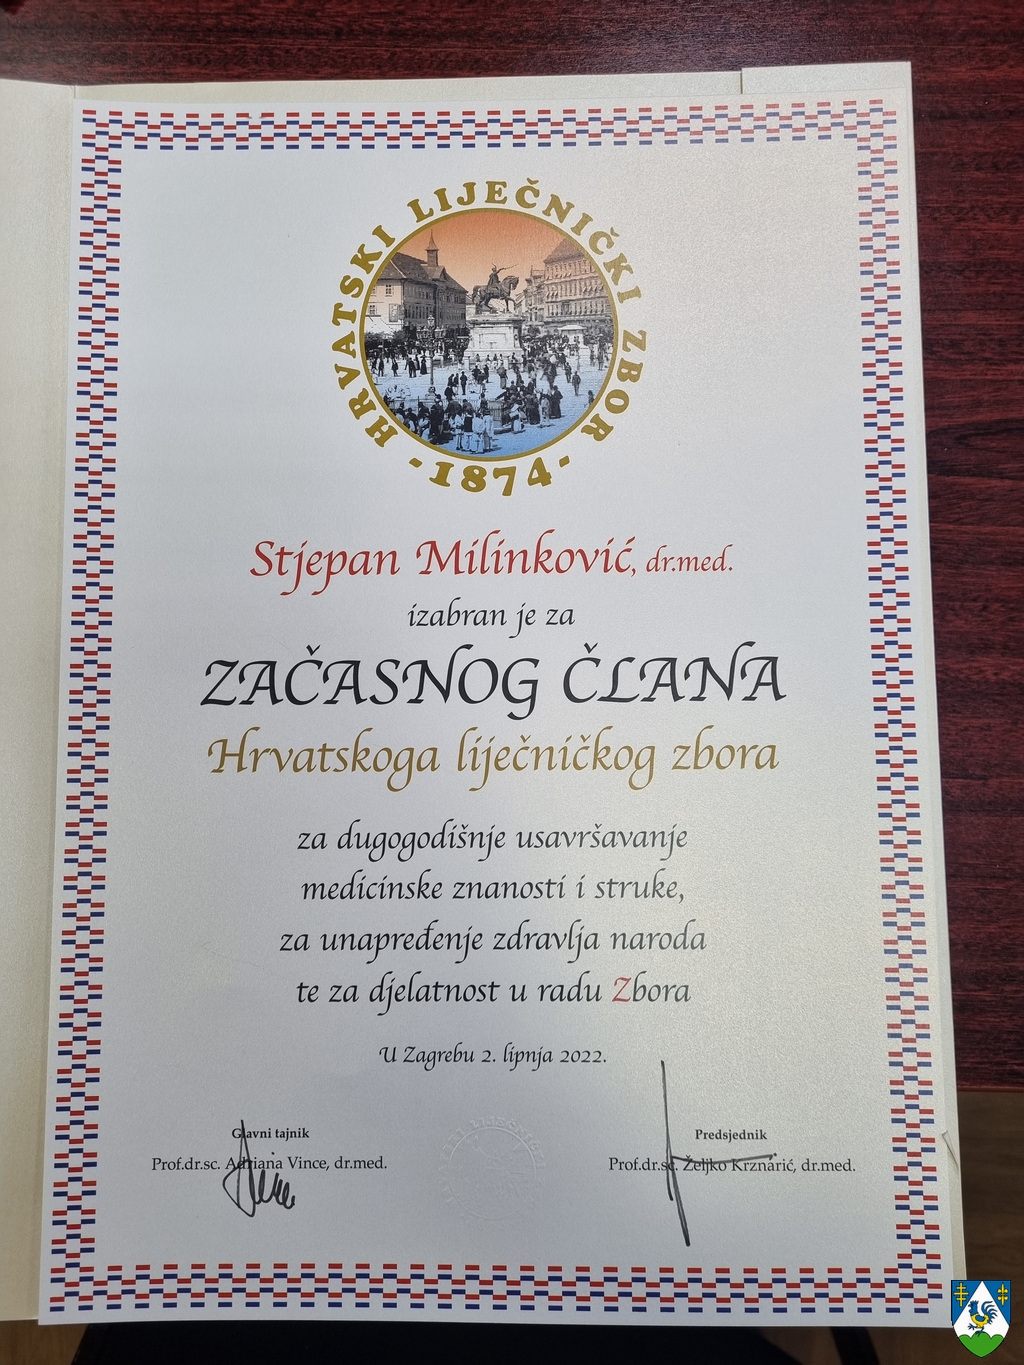 HRVATSKI LIJEČNIČKI ZBOR
-1874-
Stjepan Milinković, dr.med.
izabran je za
ZAČASNOG ČLANA
Hrvatskoga liječničkog zbora
za dugogodišnje usavršavanje
medicinske znanosti i struke,
za unapređenje zdravlja naroda
te za djelatnost u radu Zbora
U Zagrebu 2. lipnja 2022.
Glavni tajnik
Prof.dr.sc. Adriana Vince, dr.med.
Predsjednik
Prof.dr.sc. Željko Krznarić, dr.med.